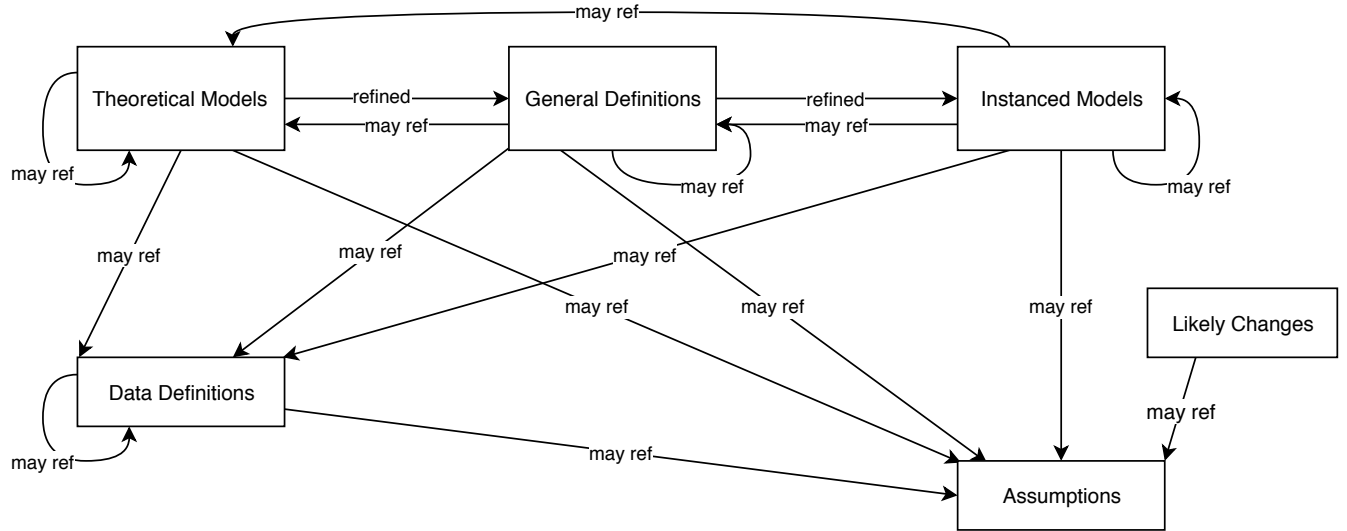 may ref
Theoretical Models
refined
General Definitions
refined
Instanced Models
may ref
may ref
may ref
may ref
may ref
may ref
may ref
may ref
may ref
may ref
may ref
may ref
Likely Changes
Data Definitions
may ref
may ref
may ref
Assumptions